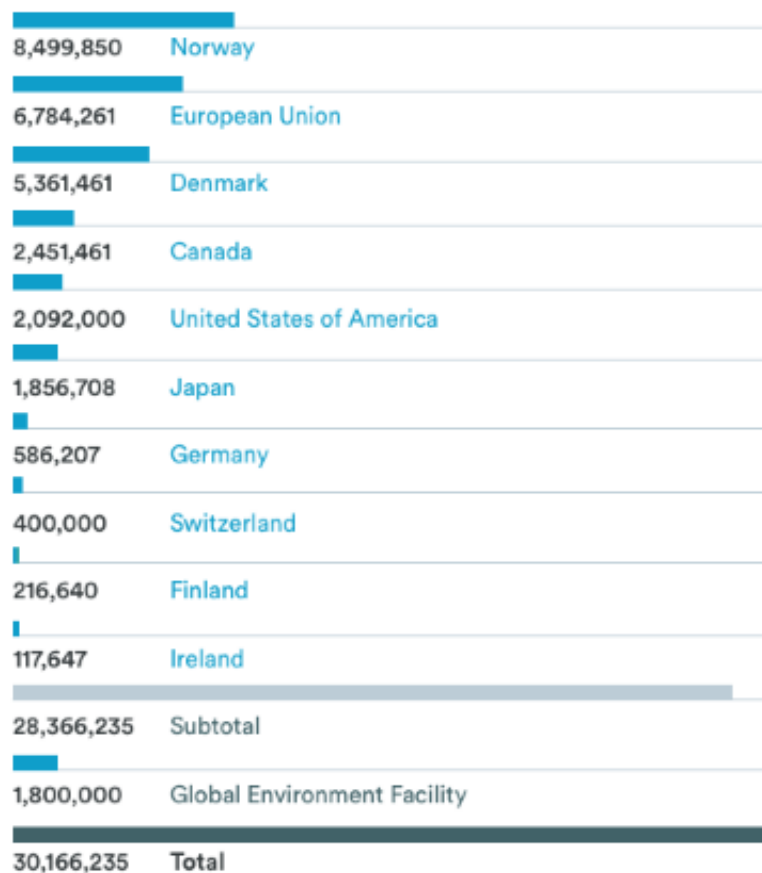 8,499,850 Norway
6,784,261 European Union
5,361,461 Denmark
2,451,461 Canada
2,092,000 United States of America
1,856,708 Japan
586,207 Germany
400,000 Switzerland
216,640 Finland
117,647 Ireland
28,366,235 Subtotal
1,800,000 Global Environment Facility
30,166,235 Total